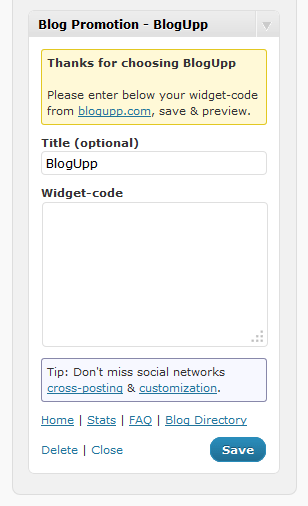 Blog Promotion - BlogUpp
Thanks for choosing BlogUpp
Please enter below your widget-code
from blogupp.com, save & preview.
Title (optional)
BlogUpp
Widget-code
Tip: Don't miss social networks
cross-posting & customization.
Home | Stats | FAQ | Blog Directory
Delete | Close Save